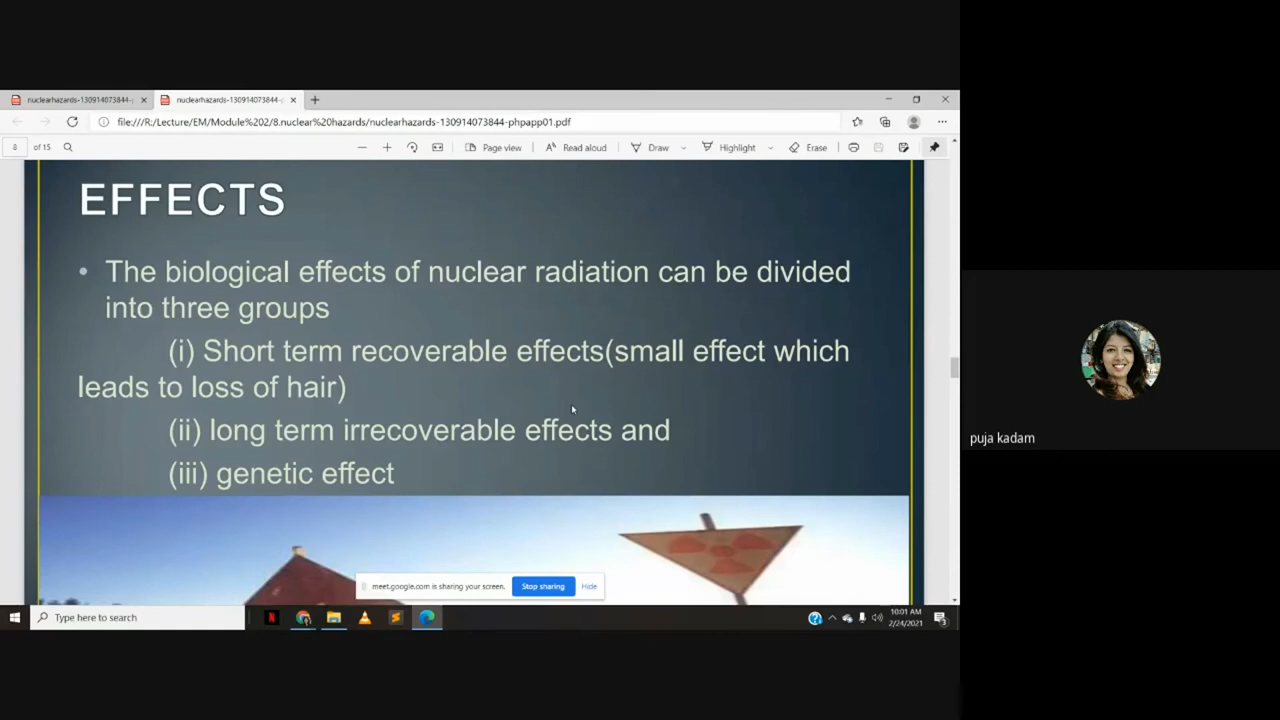 nuclearhazards-130914073844-p
nuclearhazards-130914073844-p
file:///R:/Lecture/EM/Module%202/8.nuclear%20hazards/nuclearhazards-130914073844-phpapp01.pdf
8 of 15
Page view
Read aloud
Draw
Highlight
Erase
EFFECTS
• The biological effects of nuclear radiation can be divided
into three groups
(i) Short term recoverable effects(small effect which
leads to loss of hair)
(ii) long term irrecoverable effects and
(iii) genetic effect
meet.google.com is sharing your screen.
Stop sharing
Hide
puja kadam
Type here to search
10:01 AM
2/24/2021